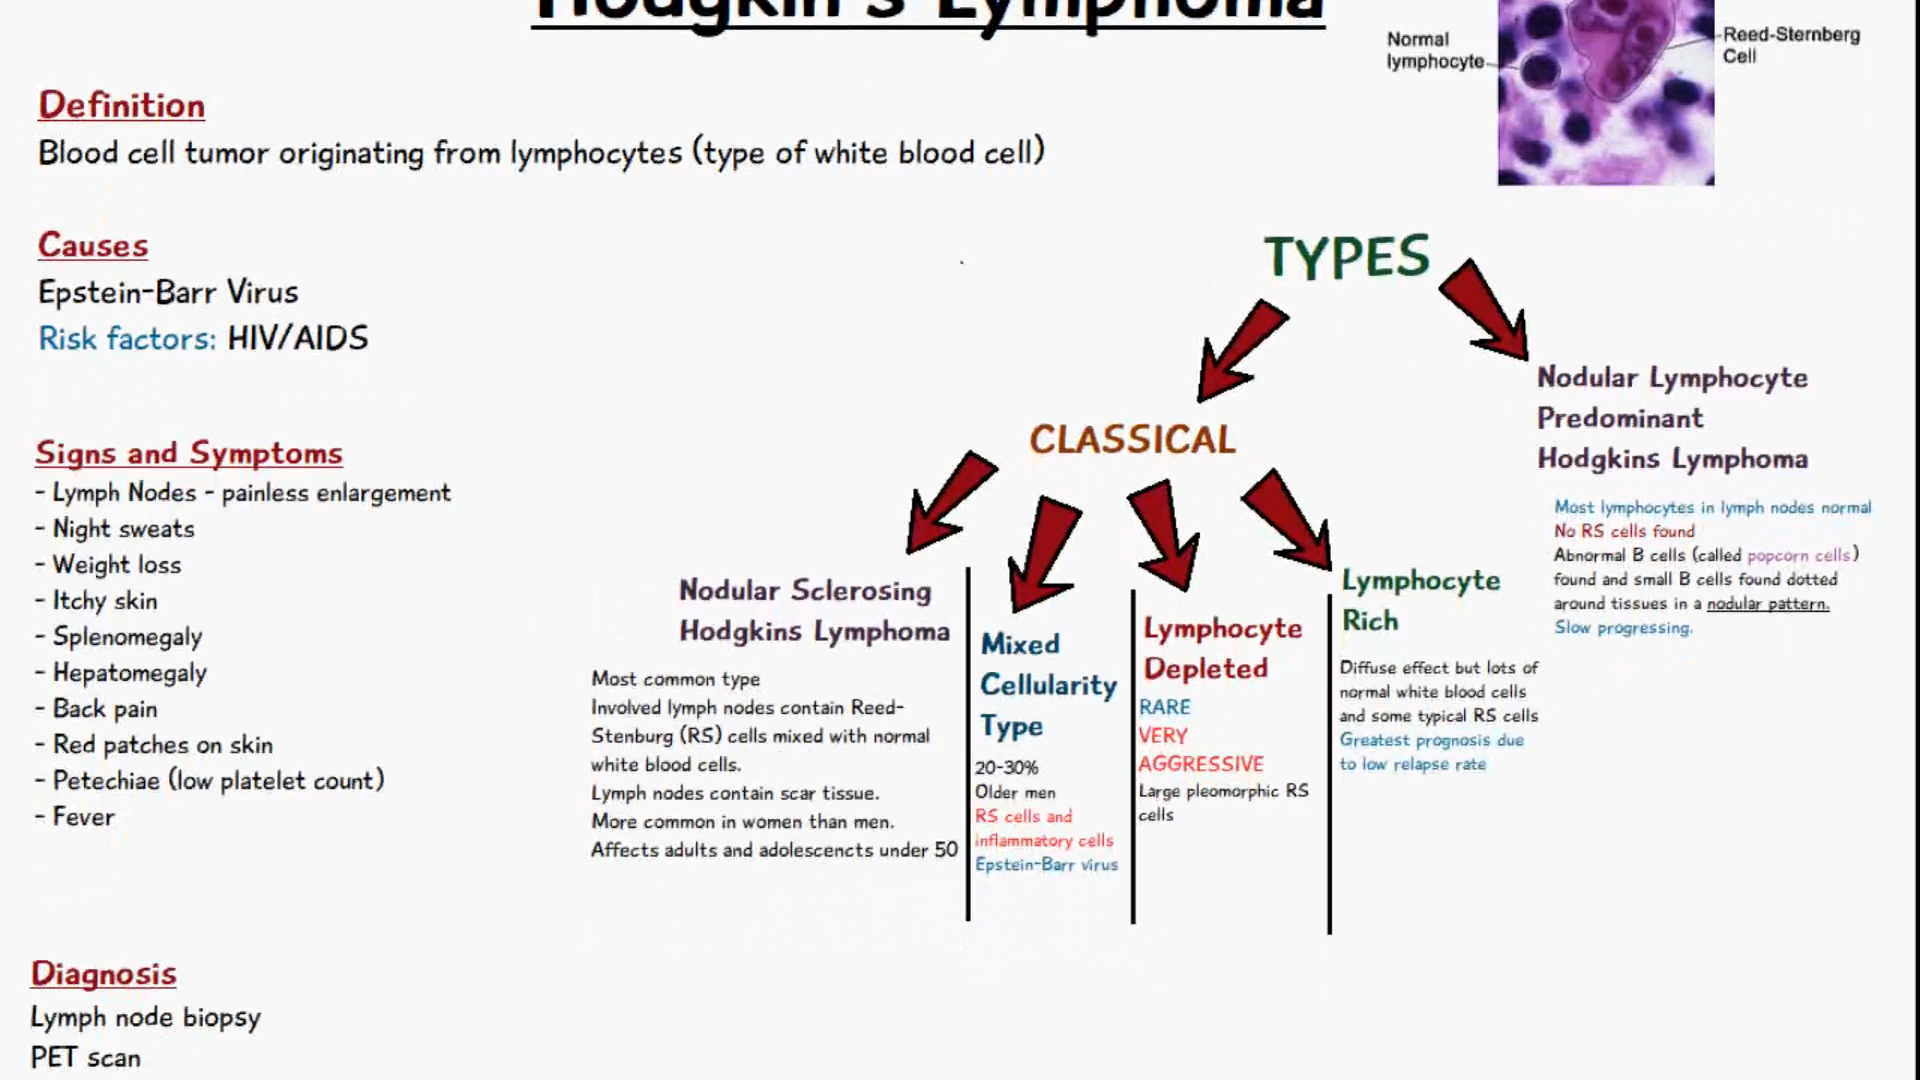 Hodgkin's Lymphoma
Normal
lymphocyte
Reed-Sternberg
Cell
Definition
Blood cell tumor originating from lymphocytes (type of white blood cell)
Causes
Epstein-Barr Virus
Risk factors: HIV/AIDS
Signs and Symptoms
- Lymph Nodes - painless enlargement
- Night sweats
- Weight loss
- Itchy skin
- Splenomegaly
- Hepatomegaly
- Back pain
- Red patches on skin
- Petechiae (low platelet count)
- Fever
Diagnosis
Lymph node biopsy
PET scan
TYPES
CLASSICAL
Nodular Sclerosing
Hodgkins Lymphoma
Most common type
Involved lymph nodes contain Reed-
Stenburg (RS) cells mixed with normal
white blood cells.
Lymph nodes contain scar tissue.
More common in women than men.
Affects adults and adolescencts under 50
Mixed
Cellularity
Type
20-30%
Older men
RS cells and
inflammatory cells
Epstein-Barr virus
Lymphocyte
Depleted
RARE
VERY
AGGRESSIVE
Large pleomorphic RS
cells
Lymphocyte
Rich
Diffuse effect but lots of
normal white blood cells
and some typical RS cells
Greatest prognosis due
to low relapse rate
Nodular Lymphocyte
Predominant
Hodgkins Lymphoma
Most lymphocytes in lymph nodes normal
No RS cells found
Abnormal B cells (called popcorn cells)
found and small B cells found dotted
around tissues in a nodular pattern.
Slow progressing.